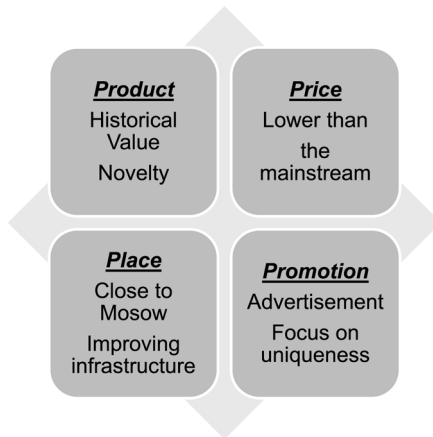 Product
Historical
Value
Novelty
Price
Lower than
the
mainstream
Place
Close to
Mosow
Improving
infrastructure
Promotion
Advertisement
Focus on
uniqueness